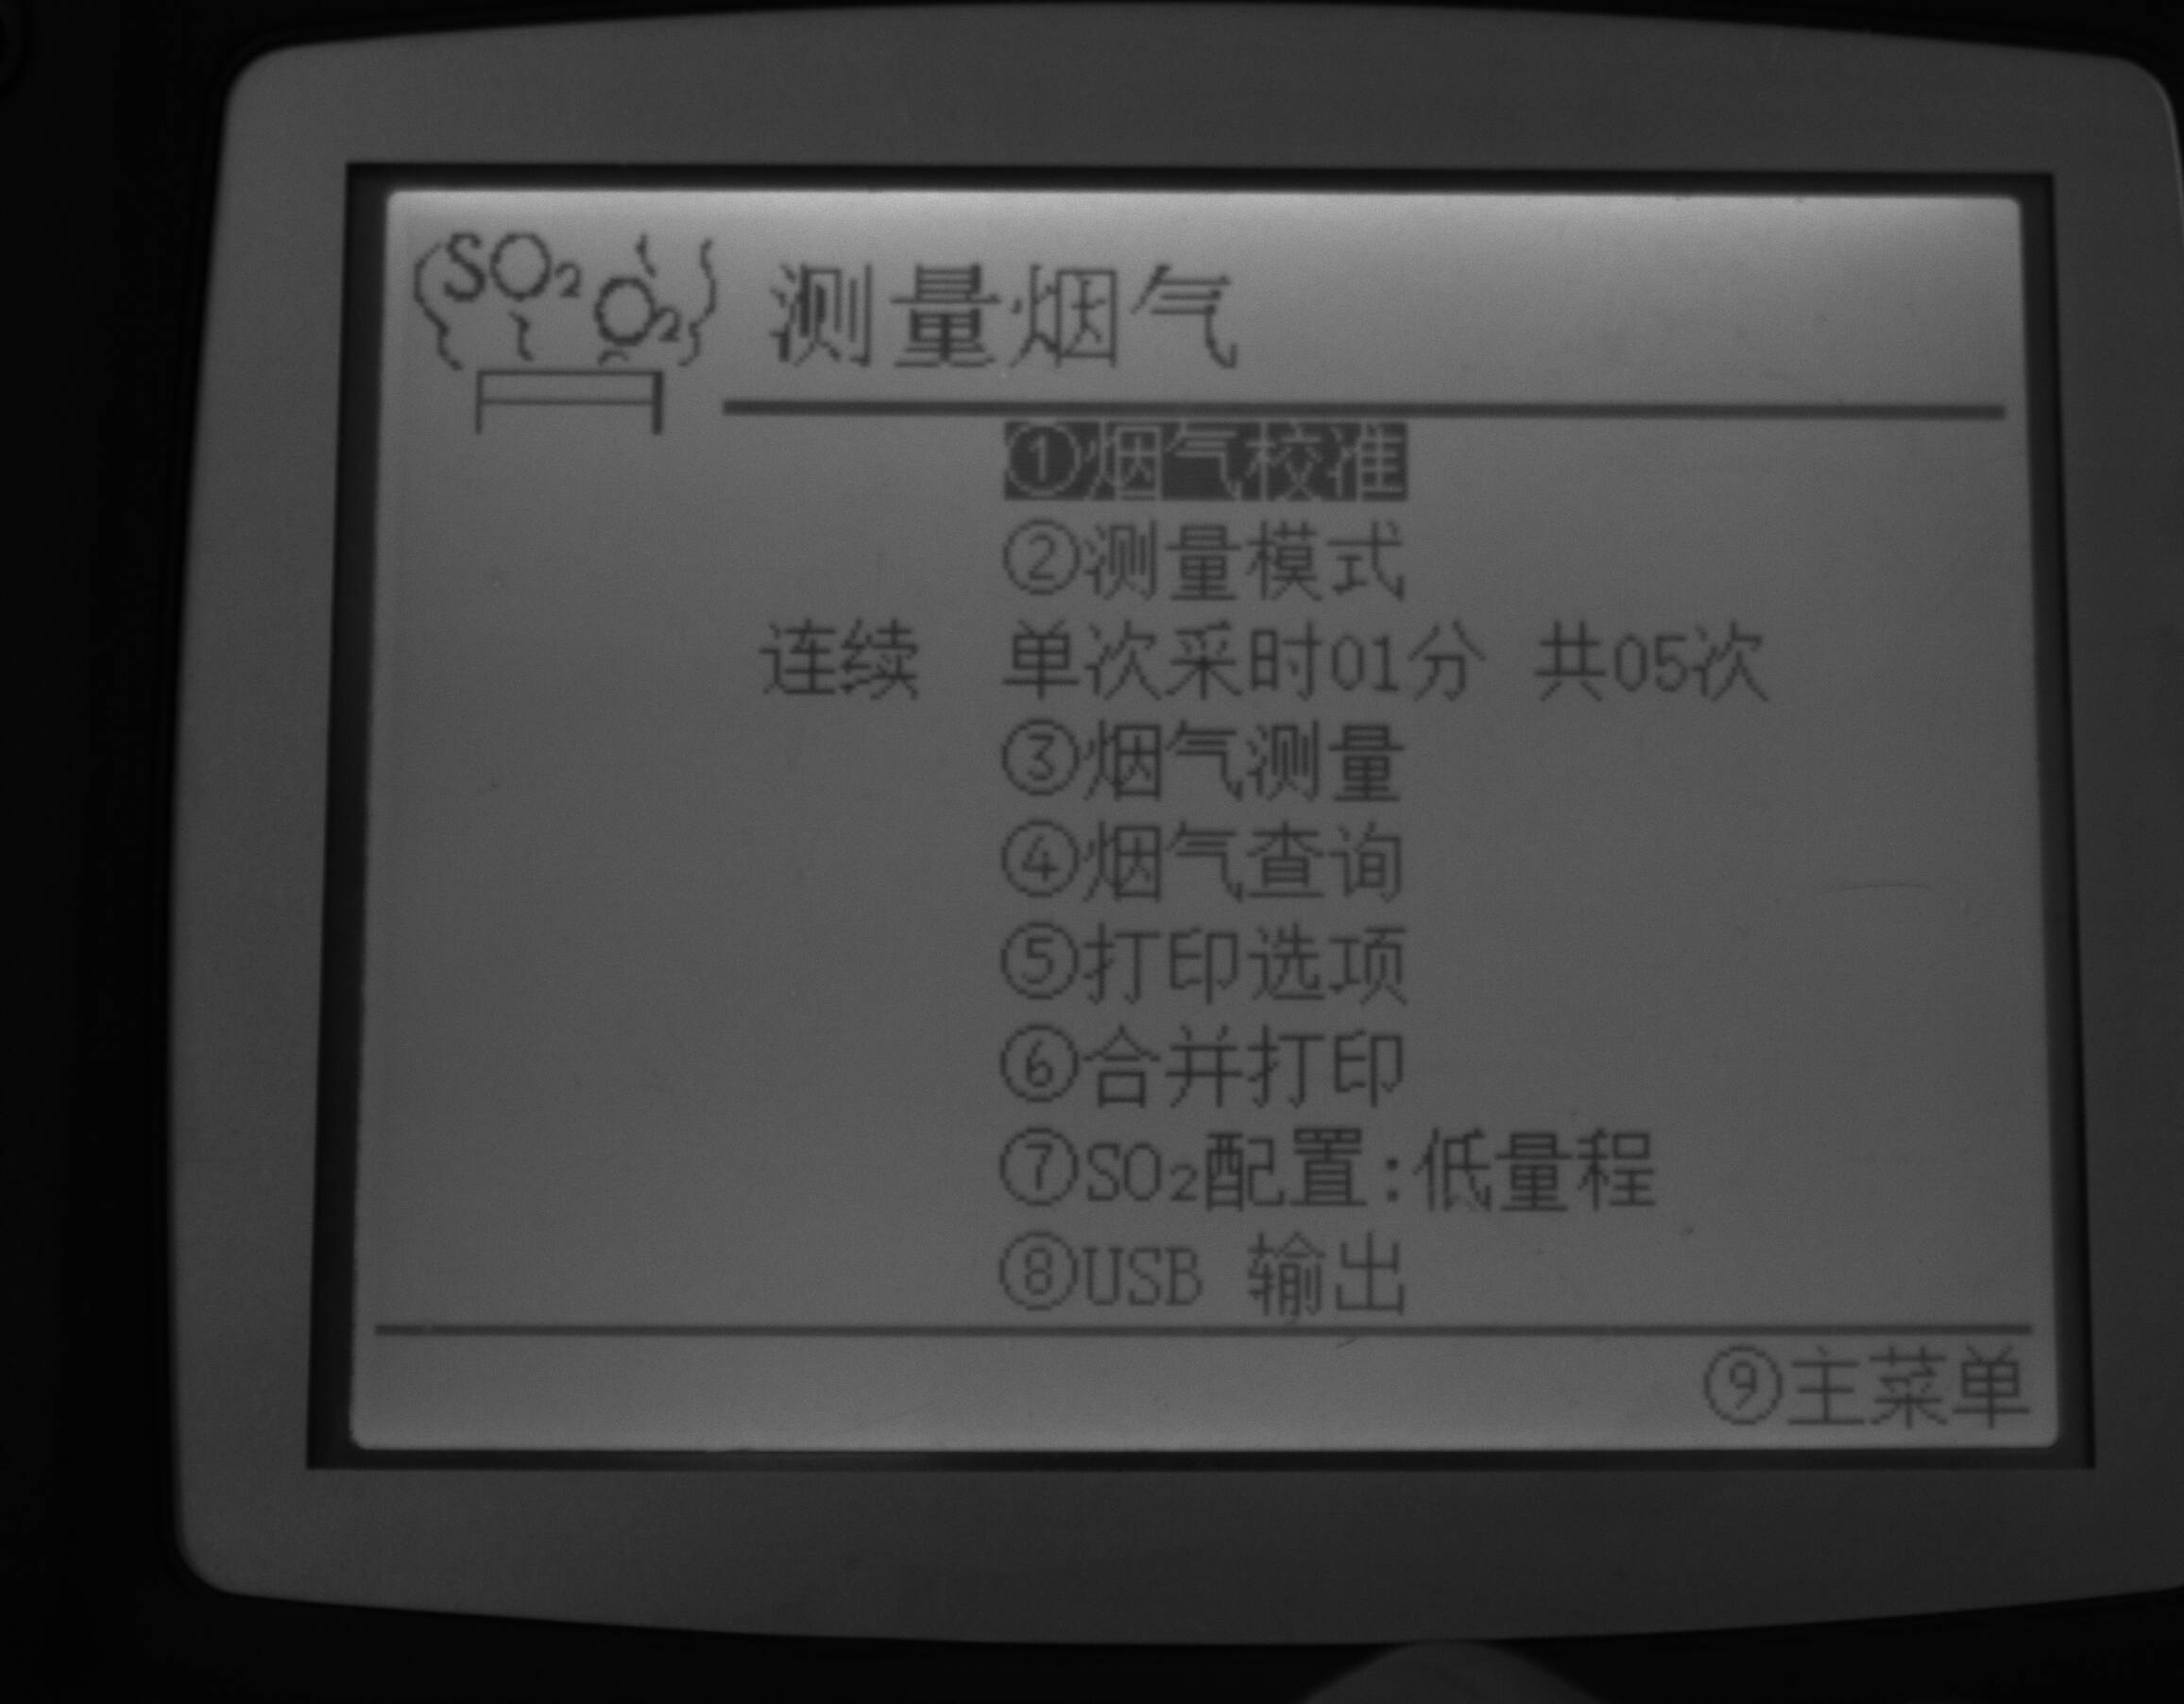 SO₂ O₂ 测量烟气
①烟气校准
②测量模式
连续 单次采时01分 共05次
③烟气测量
④烟气查询
⑤打印选项
⑥合并打印
⑦SO₂配置:低量程
⑧USB 输出
⑨主菜单